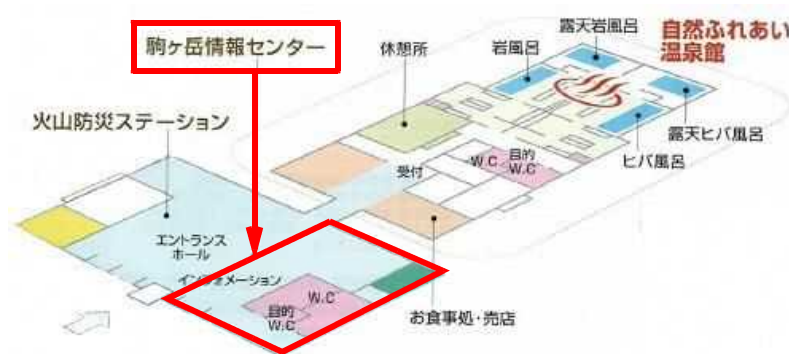 駒ヶ岳情報センター
休憩所
岩風呂
露天岩風呂
自然ふれあい
温泉館
火山防災ステーション
露天ヒバ風呂
ヒバ風呂
受付
W.C
目的
W.C
エントランス
ホール
インフォメーション
W.C
目的
W.C
お食事処・売店